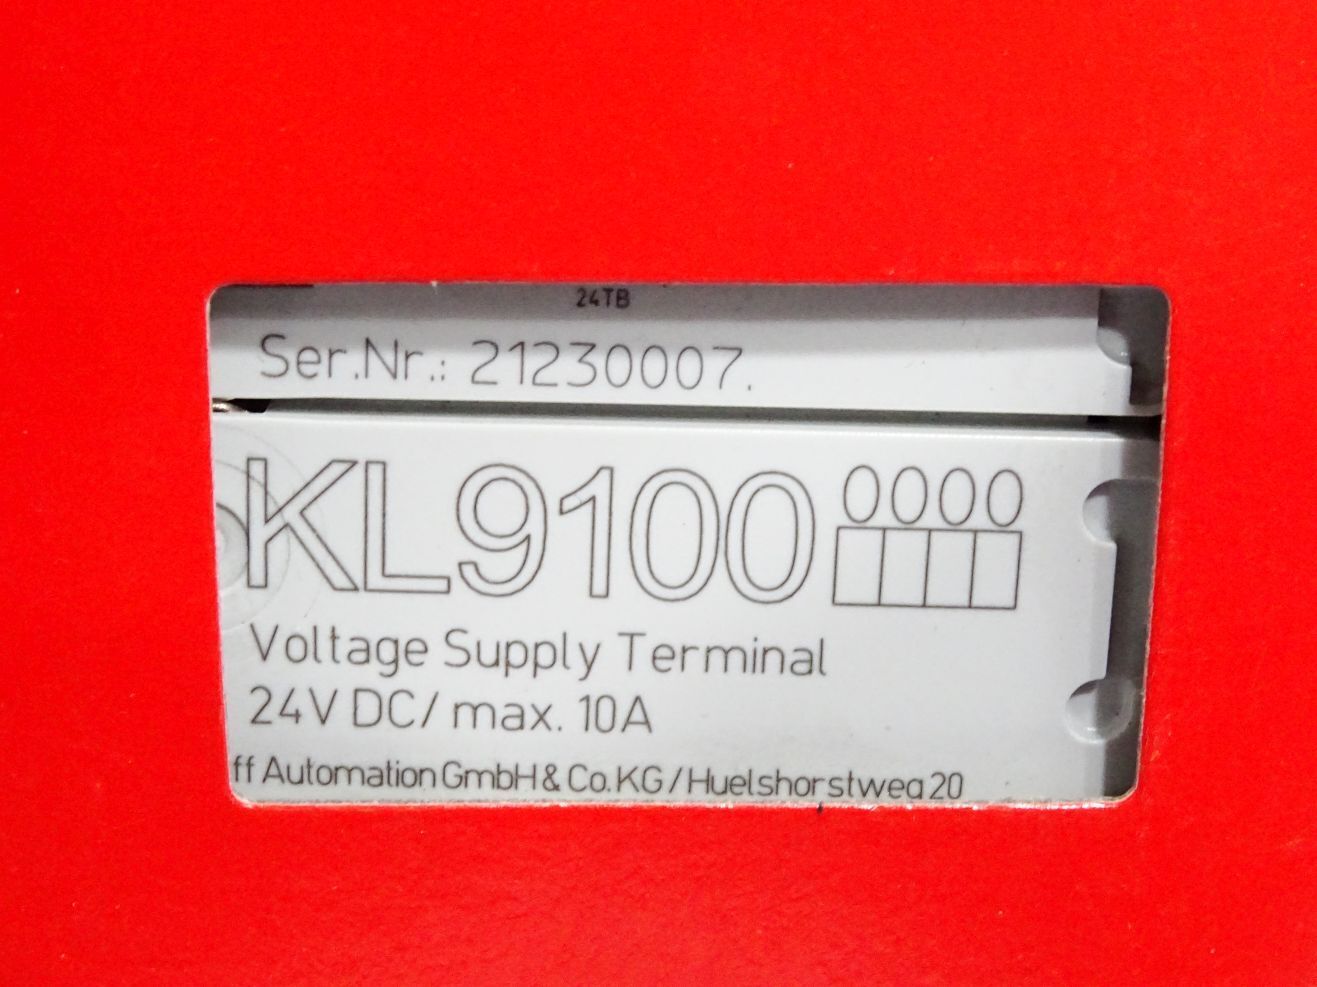 24TB
Ser.Nr.: 21230007.
KL9100
0000
Voltage Supply Terminal
24V DC/ max. 10A
ff Automation GmbH & Co.KG/Huelshorstweg 20